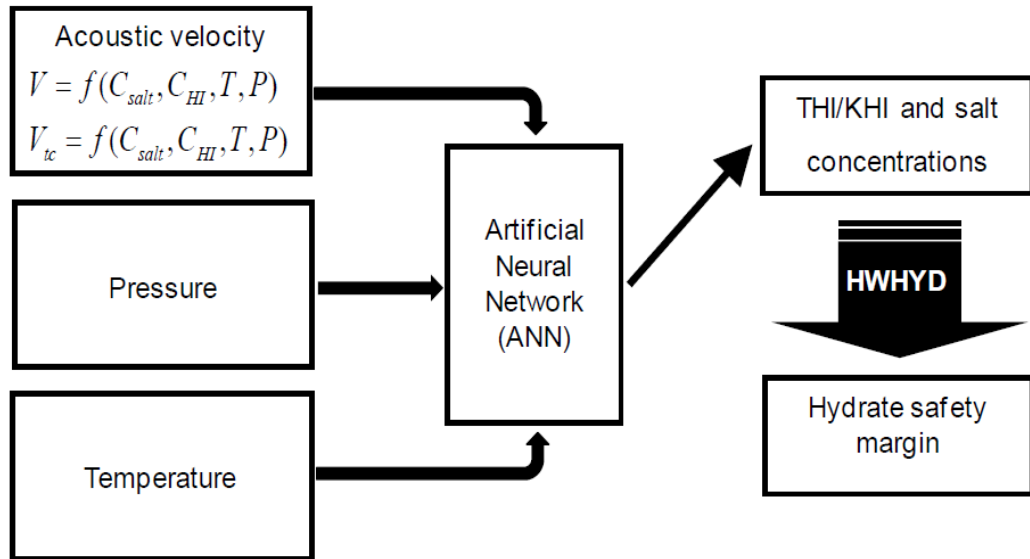 Acoustic velocity
V = f(C_salt, C_HI, T, P)
V_tc = f(C_salt, C_HI, T, P)
Pressure
Temperature
Artificial
Neural
Network
(ANN)
THI/KHI and salt
concentrations
HWHYD
Hydrate safety
margin